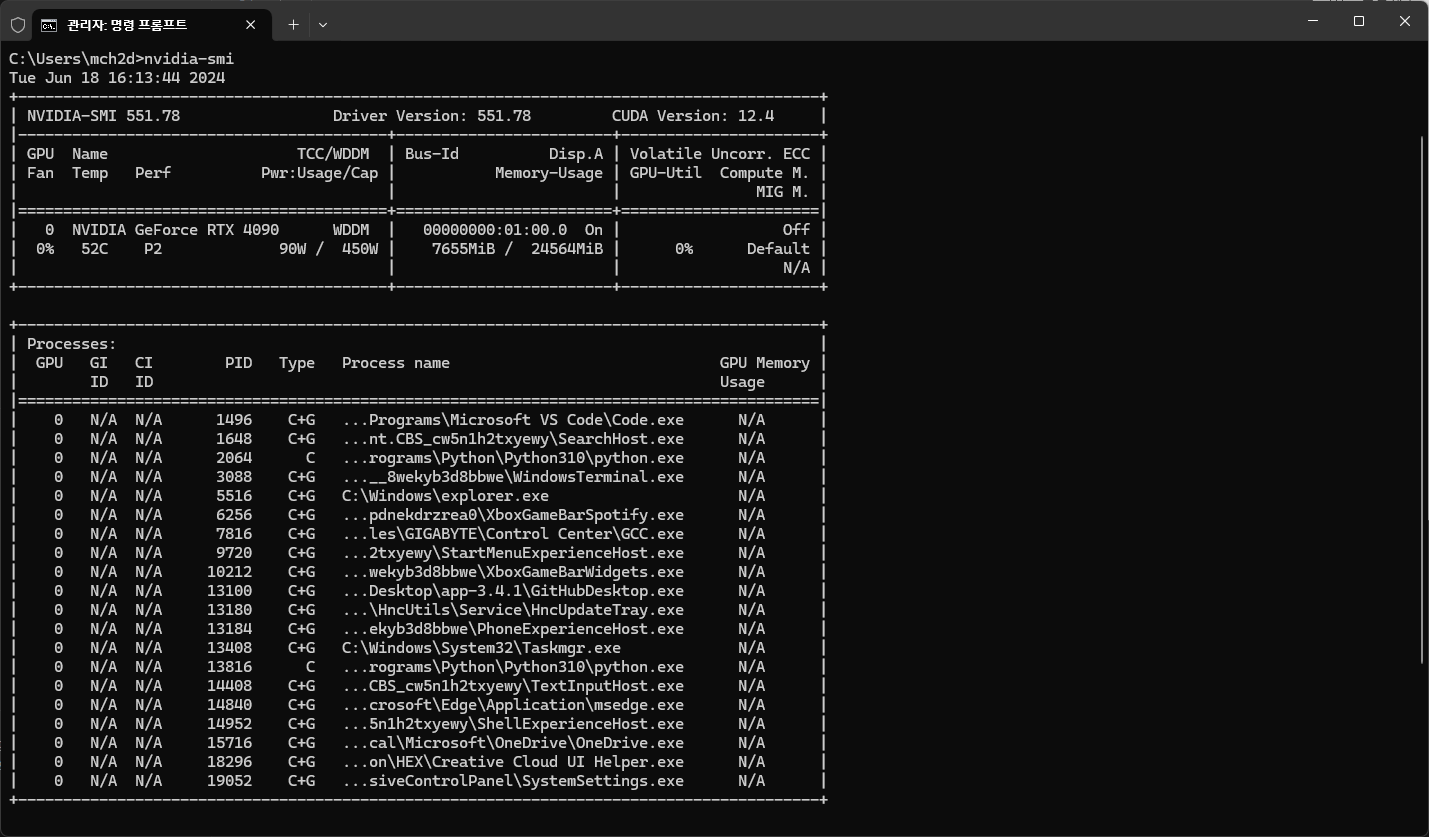 관리자: 명령 프롬프트
C:\Users\mch2d>nvidia-smi
Tue Jun 18 16:13:44 2024
+-----------------------------------------------------------------------------------------+
| NVIDIA-SMI 551.78                 Driver Version: 551.78         CUDA Version: 12.4     |
|-----------------------------------------+------------------------+----------------------+
| GPU  Name                     TCC/WDDM  | Bus-Id          Disp.A | Volatile Uncorr. ECC |
| Fan  Temp   Perf          Pwr:Usage/Cap |           Memory-Usage | GPU-Util  Compute M. |
|                                         |                        |               MIG M. |
|=========================================+========================+======================|
|   0  NVIDIA GeForce RTX 4090      WDDM  |   00000000:01:00.0  On |                  Off |
|  0%   52C    P2             90W /  450W |    7655MiB /  24564MiB |      0%      Default |
|                                         |                        |                  N/A |
+-----------------------------------------+------------------------+----------------------+
+-----------------------------------------------------------------------------------------+
| Processes:                                                                              |
|  GPU   GI   CI        PID   Type   Process name                              GPU Memory |
|        ID   ID                                                               Usage      |
|=========================================================================================|
|    0   N/A  N/A      1496    C+G   ...Programs\Microsoft VS Code\Code.exe      N/A      |
|    0   N/A  N/A      1648    C+G   ...nt.CBS_cw5n1h2txyewy\SearchHost.exe      N/A      |
|    0   N/A  N/A      2064      C   ...rograms\Python\Python310\python.exe      N/A      |
|    0   N/A  N/A      3088    C+G   ...__8wekyb3d8bbwe\WindowsTerminal.exe      N/A      |
|    0   N/A  N/A      5516    C+G   C:\Windows\explorer.exe                     N/A      |
|    0   N/A  N/A      6256    C+G   ...pdnekdrzrea0\XboxGameBarSpotify.exe      N/A      |
|    0   N/A  N/A      7816    C+G   ...les\GIGABYTE\Control Center\GCC.exe      N/A      |
|    0   N/A  N/A      9720    C+G   ...2txyewy\StartMenuExperienceHost.exe      N/A      |
|    0   N/A  N/A     10212    C+G   ...wekyb3d8bbwe\XboxGameBarWidgets.exe      N/A      |
|    0   N/A  N/A     13100    C+G   ...Desktop\app-3.4.1\GitHubDesktop.exe      N/A      |
|    0   N/A  N/A     13180    C+G   ...\HncUtils\Service\HncUpdateTray.exe      N/A      |
|    0   N/A  N/A     13184    C+G   ...ekyb3d8bbwe\PhoneExperienceHost.exe      N/A      |
|    0   N/A  N/A     13408    C+G   C:\Windows\System32\Taskmgr.exe             N/A      |
|    0   N/A  N/A     13816      C   ...rograms\Python\Python310\python.exe      N/A      |
|    0   N/A  N/A     14408    C+G   ...CBS_cw5n1h2txyewy\TextInputHost.exe      N/A      |
|    0   N/A  N/A     14840    C+G   ...crosoft\Edge\Application\msedge.exe      N/A      |
|    0   N/A  N/A     14952    C+G   ...5n1h2txyewy\ShellExperienceHost.exe      N/A      |
|    0   N/A  N/A     15716    C+G   ...cal\Microsoft\OneDrive\OneDrive.exe      N/A      |
|    0   N/A  N/A     18296    C+G   ...on\HEX\Creative Cloud UI Helper.exe      N/A      |
|    0   N/A  N/A     19052    C+G   ...siveControlPanel\SystemSettings.exe      N/A      |
+-----------------------------------------------------------------------------------------+